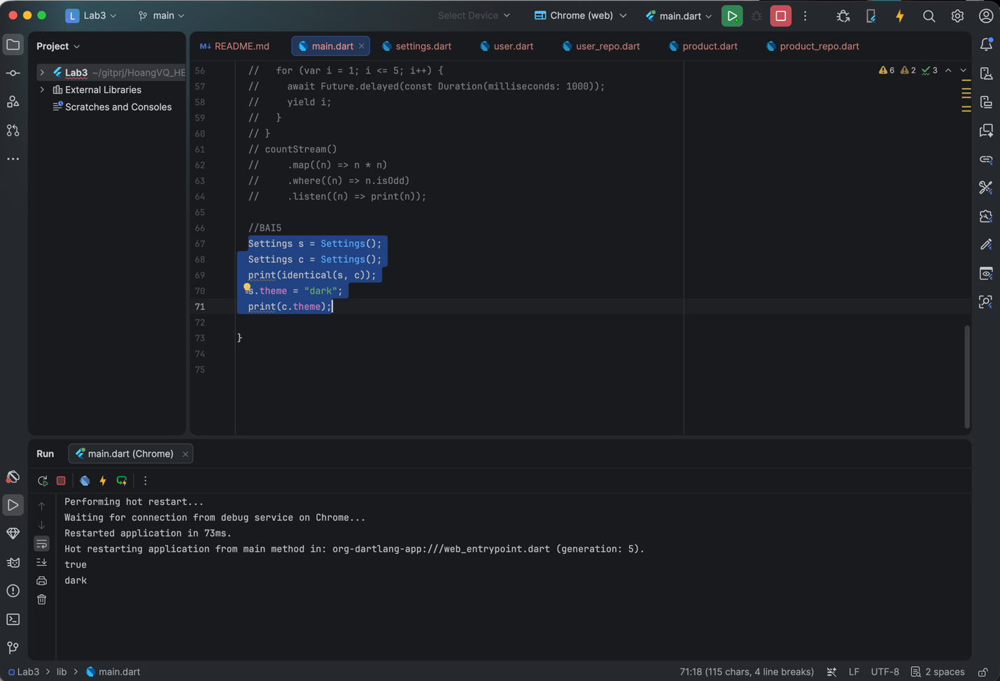 L Lab3 main Select Device Chrome (web) main.dart
Project
Lab3 ~/gitprj/HoangVQ_HE
External Libraries
Scratches and Consoles
M↓ README.md main.dart settings.dart user.dart user_repo.dart product.dart product_repo.dart
6 2 3
56 //   for (var i = 1; i <= 5; i++) {
57 //     await Future.delayed(const Duration(milliseconds: 1000));
58 //     yield i;
59 //   }
60 // }
61 // countStream()
62 //     .map((n) => n * n)
63 //     .where((n) => n.isOdd)
64 //     .listen((n) => print(n));
65
66 //BAI5
67 Settings s = Settings();
68 Settings c = Settings();
69 print(identical(s, c));
70 s.theme = "dark";
71 print(c.theme);
72
73 }
74
75
Run main.dart (Chrome)
Performing hot restart...
Waiting for connection from debug service on Chrome...
Restarted application in 73ms.
Hot restarting application from main method in: org-dartlang-app:///web_entrypoint.dart (generation: 5).
true
dark
Lab3 > lib > main.dart 71:18 (115 chars, 4 line breaks) LF UTF-8 2 spaces